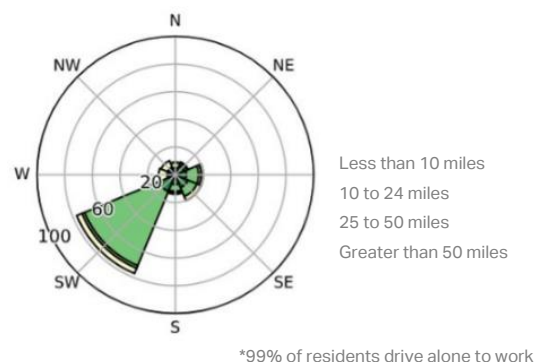 N
NW
NE
W
20
60
100
SW
SE
S
Less than 10 miles
10 to 24 miles
25 to 50 miles
Greater than 50 miles
*99% of residents drive alone to work